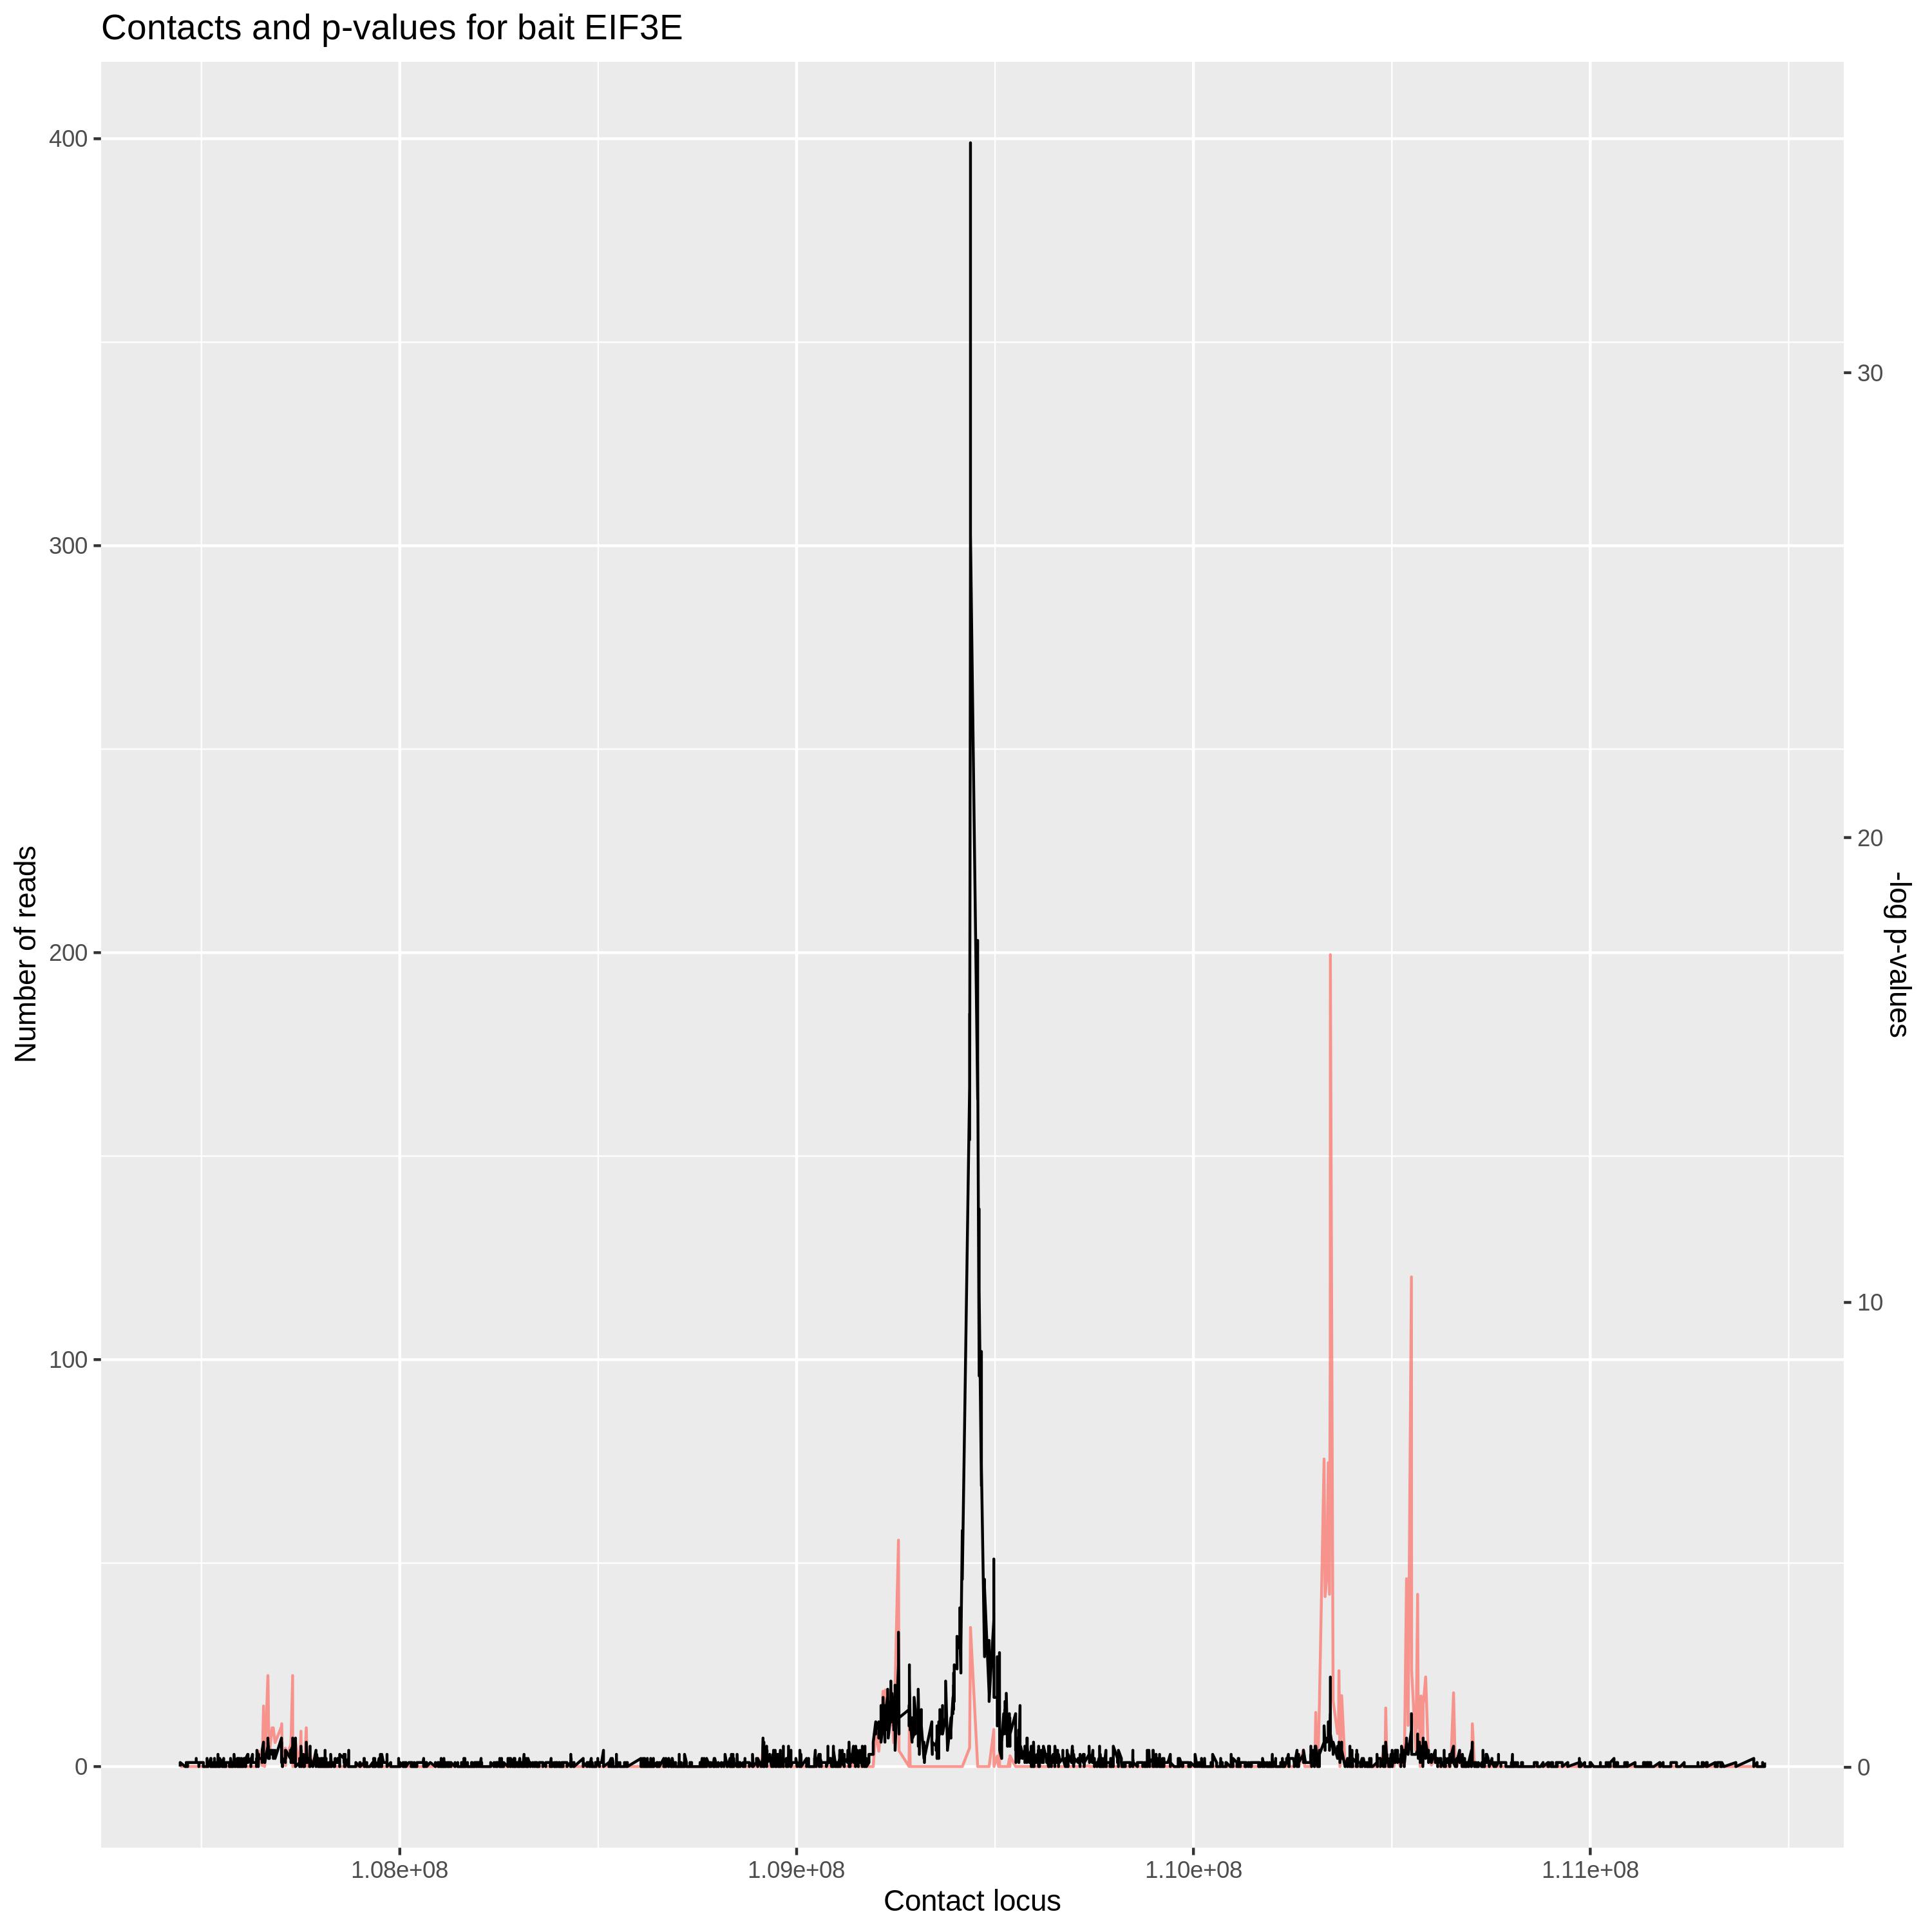 Contacts and p-values for bait EIF3E
400
300
200
100
0
Number of reads
30
20
10
0
-log p-values
1.08e+08
1.09e+08
1.10e+08
1.11e+08
Contact locus